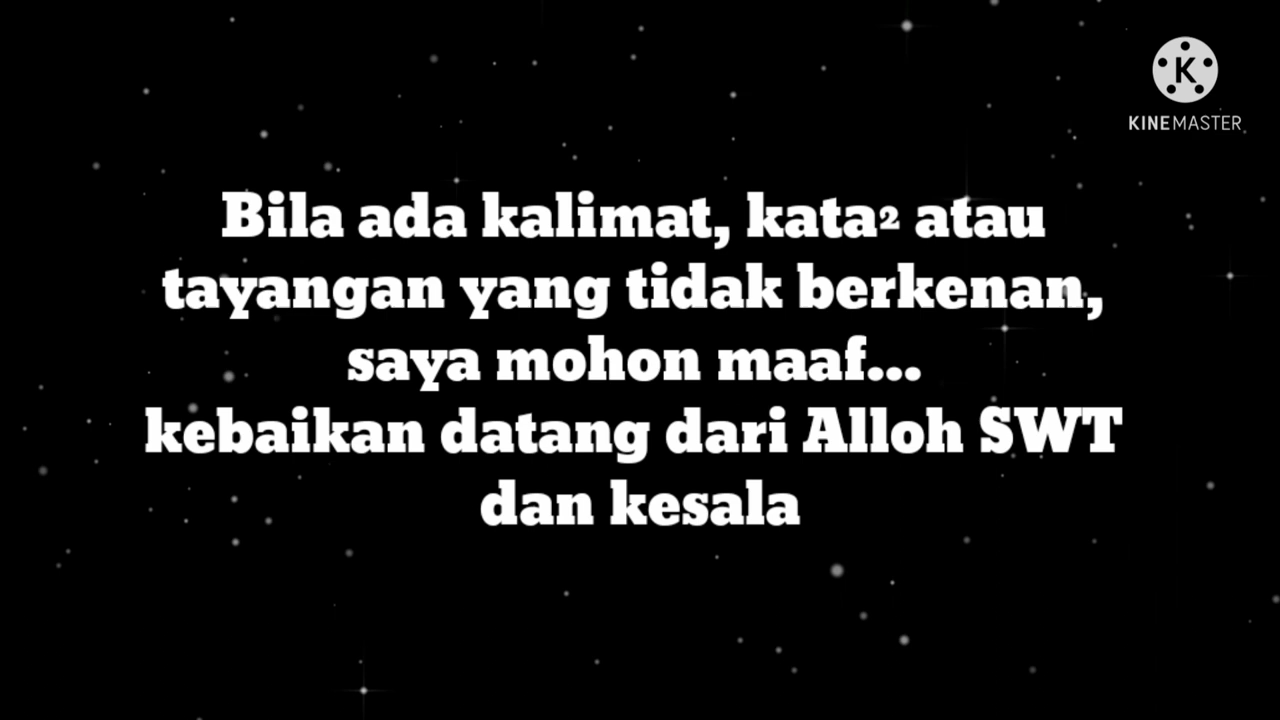 KINEMASTER
Bila ada kalimat, kata2 atau
tayangan yang tidak berkenan,
saya mohon maaf...
kebaikan datang dari Alloh SWT
dan kesala